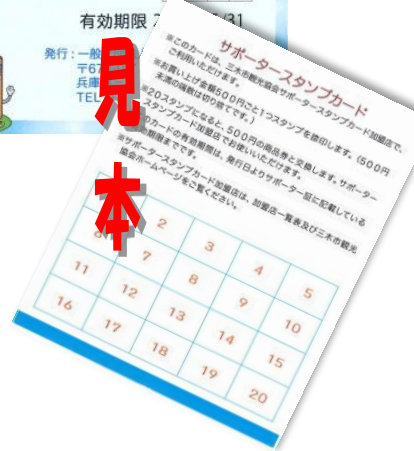 有効期限
/31
発行：一般
〒67
兵庫
TEL
見本
サポータースタンプカード
※このカードは、三木市観光協会サポータースタンプカード加盟店で、
ご利用いただけます。
※お買い上げ金額500円ごと1つスタンプを捺印します。(500円
未満の端数は切り捨てです。)
※20スタンプになると、500円の商品券と交換します。サポーター
スタンプカード加盟店でお使いいただけます。
のカードの有効期限は、発行日よりサポーター証に記載している
有効期限までです。
※サポータースタンプカード加盟店は、加盟店一覧表及び三木市観光
協会ホームページをご覧ください。
2 3 4 5
6 7 8 9 10
11 12 13 14 15
16 17 18 19 20